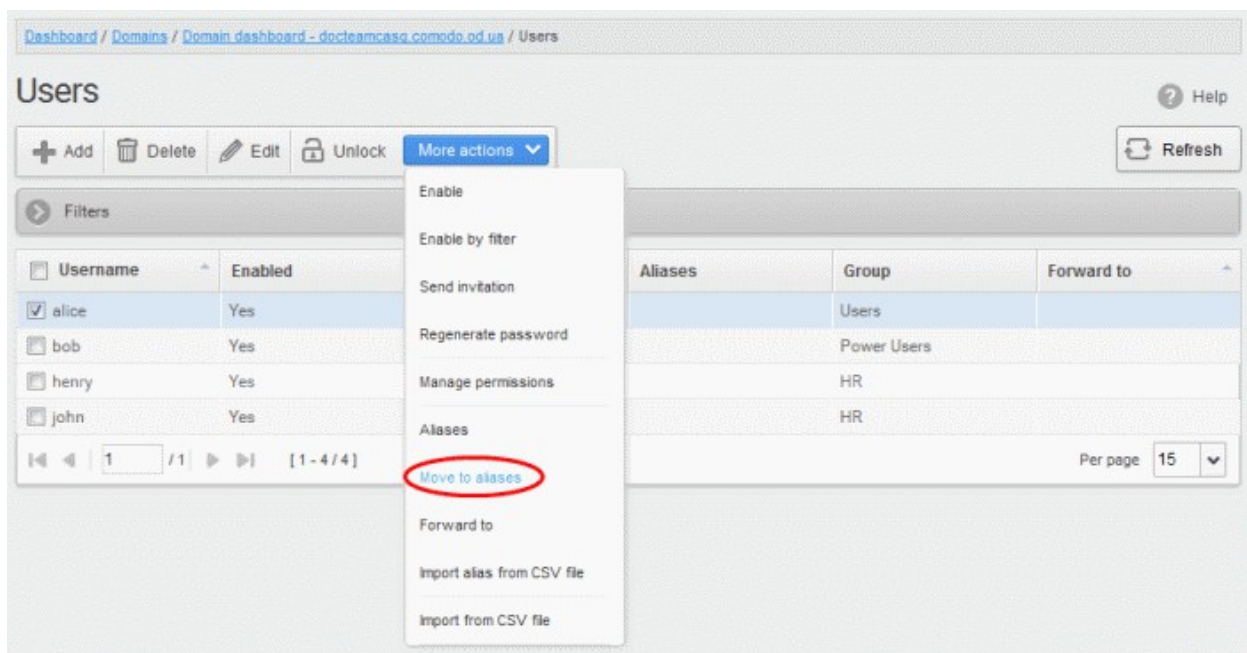 Dashboard / Domains / Domain dashboard - docteamcasg.comodo.od.ua / Users
Users
Help
Add Delete Edit Unlock More actions Refresh
Enable
Filters
Enable by filter
Username Enabled Aliases Group Forward to
Send invitation
alice Yes Users
Regenerate password
bob Yes Power Users
henry Yes Manage permissions HR
john Yes HR
Aliases
1 /1 [1-4/4] Per page 15
Move to aliases
Forward to
Import alias from CSV file
Import from CSV file